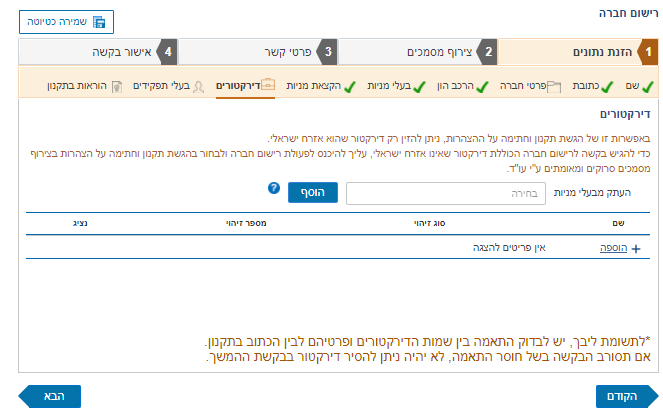 רישום חברה
שמירה כטיוטה
1 הזנת נתונים
2 צירוף מסמכים
3 פרטי קשר
4 אישור בקשה
שם
כתובת
פרטי חברה
הרכב הון
בעלי מניות
הקצאת מניות
דירקטורים
בעלי תפקידים
הוראות בתקנון
דירקטורים
באפשרות זו של הגשת תקנון וחתימה על ההצהרות, ניתן להזין רק דירקטור שהוא אזרח ישראלי.
כדי להגיש בקשה לרישום חברה הכוללת דירקטור שאינו אזרח ישראלי, עליך להיכנס לפעולת רישום חברה ולבחור בהגשת תקנון וחתימה על הצהרות בצירוף
מסמכים סרוקים ומאומתים ע"י עו"ד.
העתק מבעלי מניות
בחירה
הוסף
?
שם סוג זיהוי מספר זיהוי נציג
+ הוספה
אין פריטים להצגה
*לתשומת ליבך, יש לבדוק התאמה בין שמות הדירקטורים ופרטיהם לבין הכתוב בתקנון.
אם תסורב הבקשה בשל חוסר התאמה, לא יהיה ניתן להסיר דירקטור בבקשת ההמשך.
הקודם
הבא